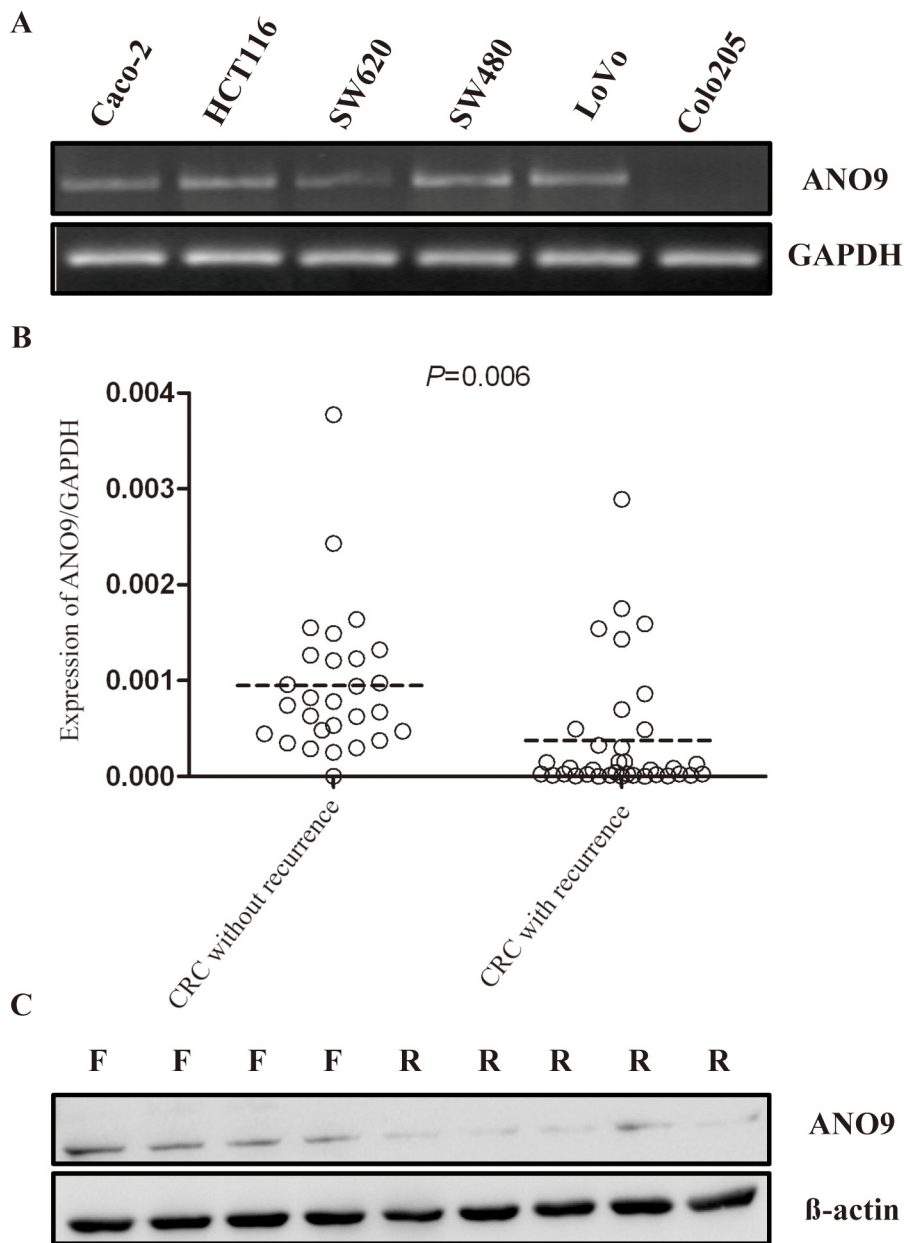 A
Caco-2 HCT116 SW620 SW480 LoVo Colo205
ANO9
GAPDH
B
P=0.006
Expression of ANO9/GAPDH
0.004
0.003
0.002
0.001
0.000
CRC without recurrence
CRC with recurrence
C
F F F F R R R R R
ANO9
ß-actin